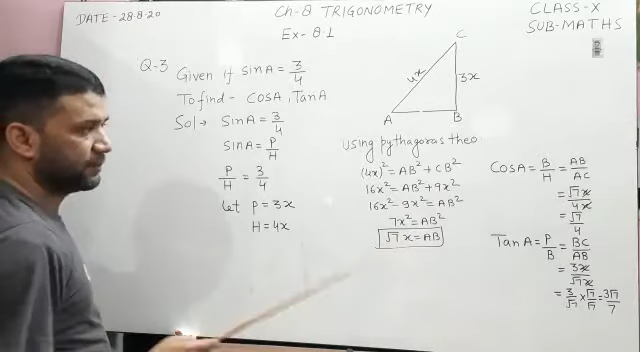 DATE - 28-8-20
Ch-8 TRIGONOMETRY
Ex- 8.1
CLASS-X
SUB-MATHS
Q-3 Given if sinA = 3/4
To find - COSA, TanA
Sol → SinA = 3/4
SinA = P/H
P/H = 3/4
let P = 3x
H = 4x
C
4x
3x
A
B
using pythagoras theo
(4x)² = AB² + CB²
16x² = AB² + 9x²
16x² - 9x² = AB²
7x² = AB²
√7 x = AB
CosA = B/H = AB/AC
= √7x/4x
= √7/4
TanA = P/B = BC/AB
= 3x/√7x
= 3/√7 × √7/√7 = 3√7/7